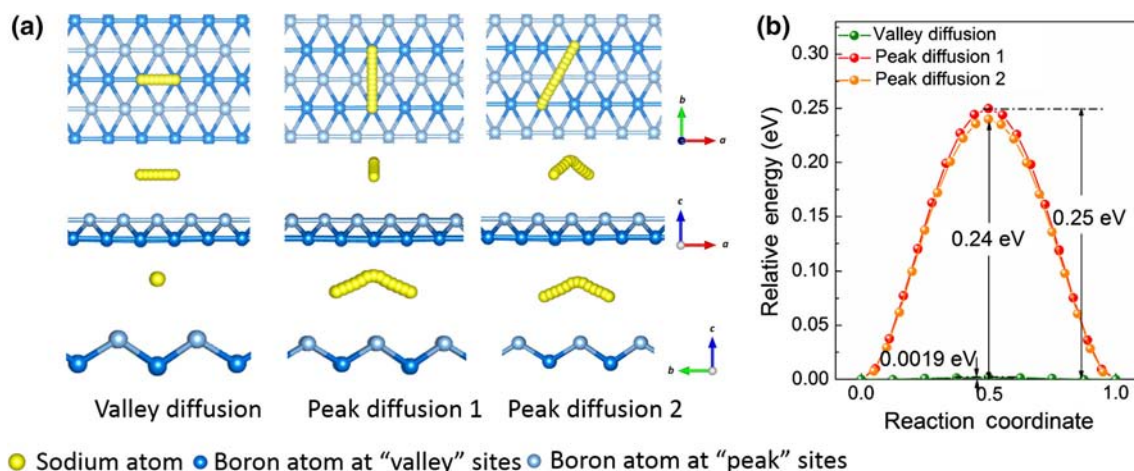 (a)
b
a
c
a
c
b
Valley diffusion Peak diffusion 1 Peak diffusion 2
Sodium atom Boron atom at “valley” sites Boron atom at “peak” sites
(b)
Valley diffusion
Peak diffusion 1
Peak diffusion 2
Relative energy (eV)
0.30
0.25
0.20
0.15
0.10
0.05
0.00
0.25 eV
0.24 eV
0.0019 eV
0.0 0.5 1.0
Reaction coordinate